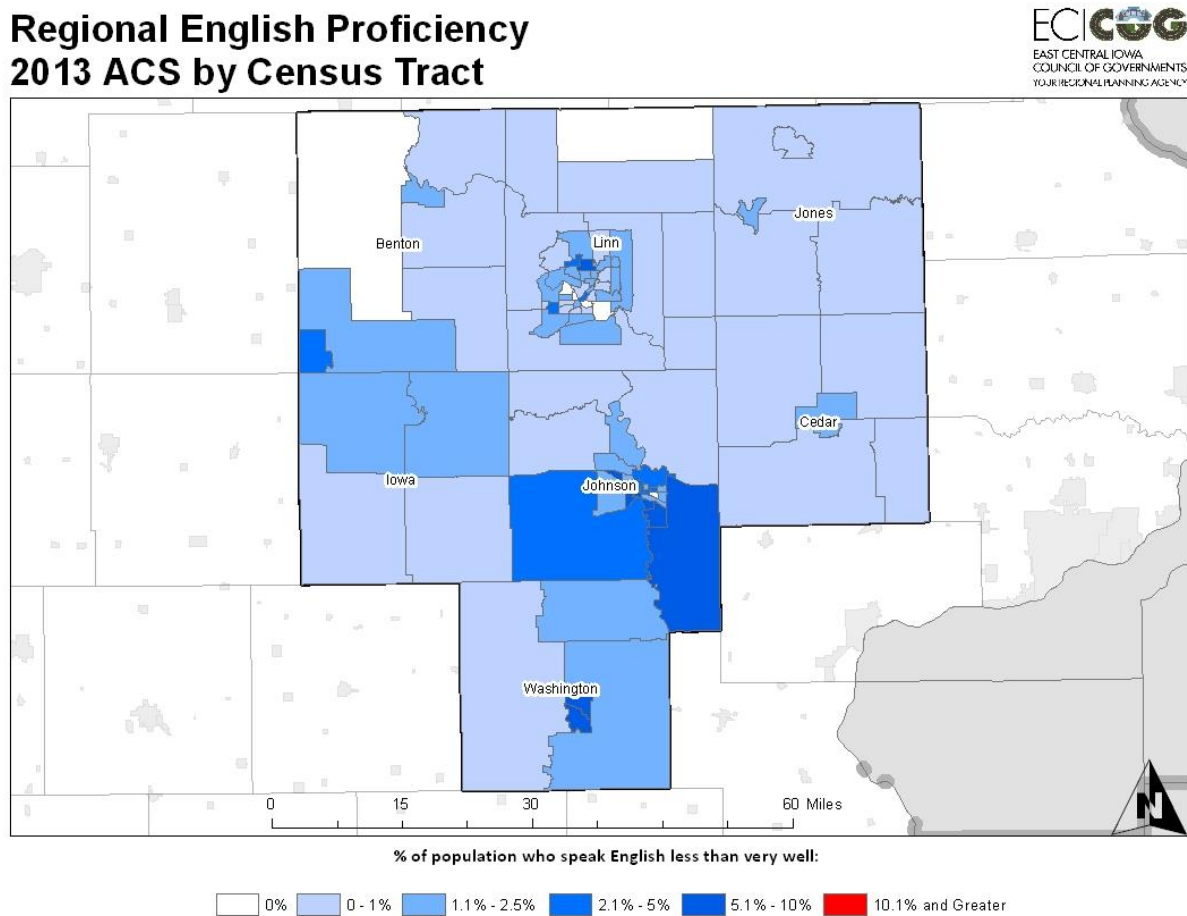 Regional English Proficiency
2013 ACS by Census Tract
ECICOG
EAST CENTRAL IOWA
COUNCIL OF GOVERNMENTS
YOUR REGIONAL PLANNING AGENCY
Jones
Benton
Linn
Cedar
Iowa
Johnson
Washington
0 15 30 60 Miles
N
% of population who speak English less than very well:
0% 0 - 1% 1.1% - 2.5% 2.1% - 5% 5.1% - 10% 10.1% and Greater